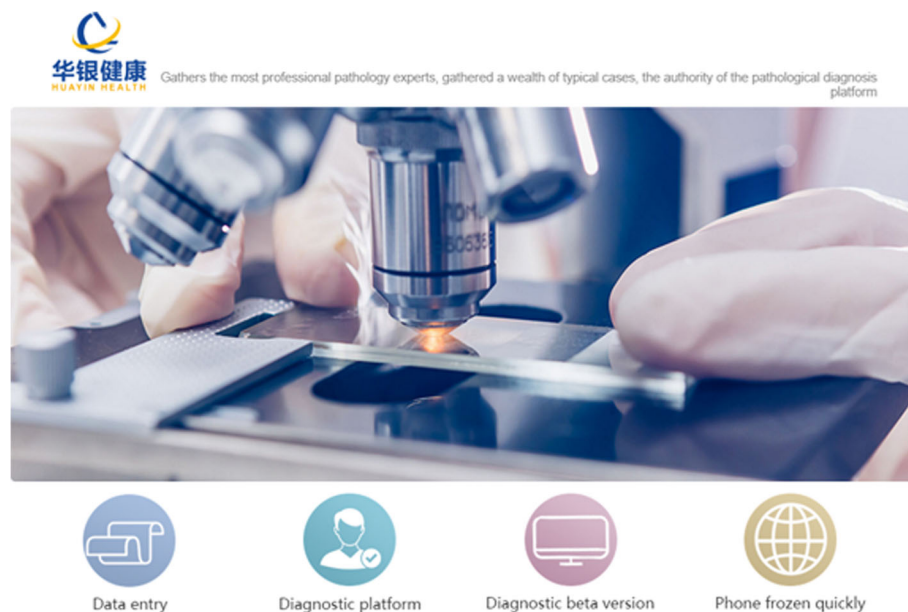 华银健康
HUAYIN HEALTH
Gathers the most professional pathology experts, gathered a wealth of typical cases, the authority of the pathological diagnosis
platform
Data entry
Diagnostic platform
Diagnostic beta version
Phone frozen quickly